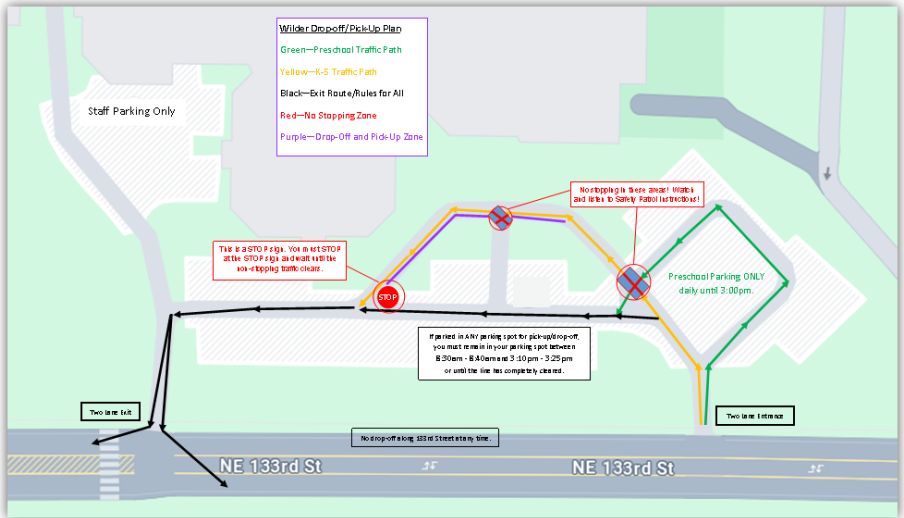 Wilder Drop-off/Pick-Up Plan
Green—Preschool Traffic Path
Yellow—K-5 Traffic Path
Black—Exit Route/Rules for All
Red—No Stopping Zone
Purple—Drop-Off and Pick-Up Zone
Staff Parking Only
No stopping in these areas! Watch
and listen to Safety Patrol Instructions!
This is a STOP sign. You must STOP
at the STOP sign and wait until the
non-stopping traffic clears.
STOP
Preschool Parking ONLY
daily until 3:00pm.
If parked in ANY parking spot for pick-up/drop-off,
you must remain in your parking spot between
8:30am - 8:40am and 3:10pm - 3:25pm
or until the line has completely cleared.
Two Lane Exit
Two Lane Entrance
No drop-off along 133rd Street at any time.
NE 133rd St
NE 133rd St